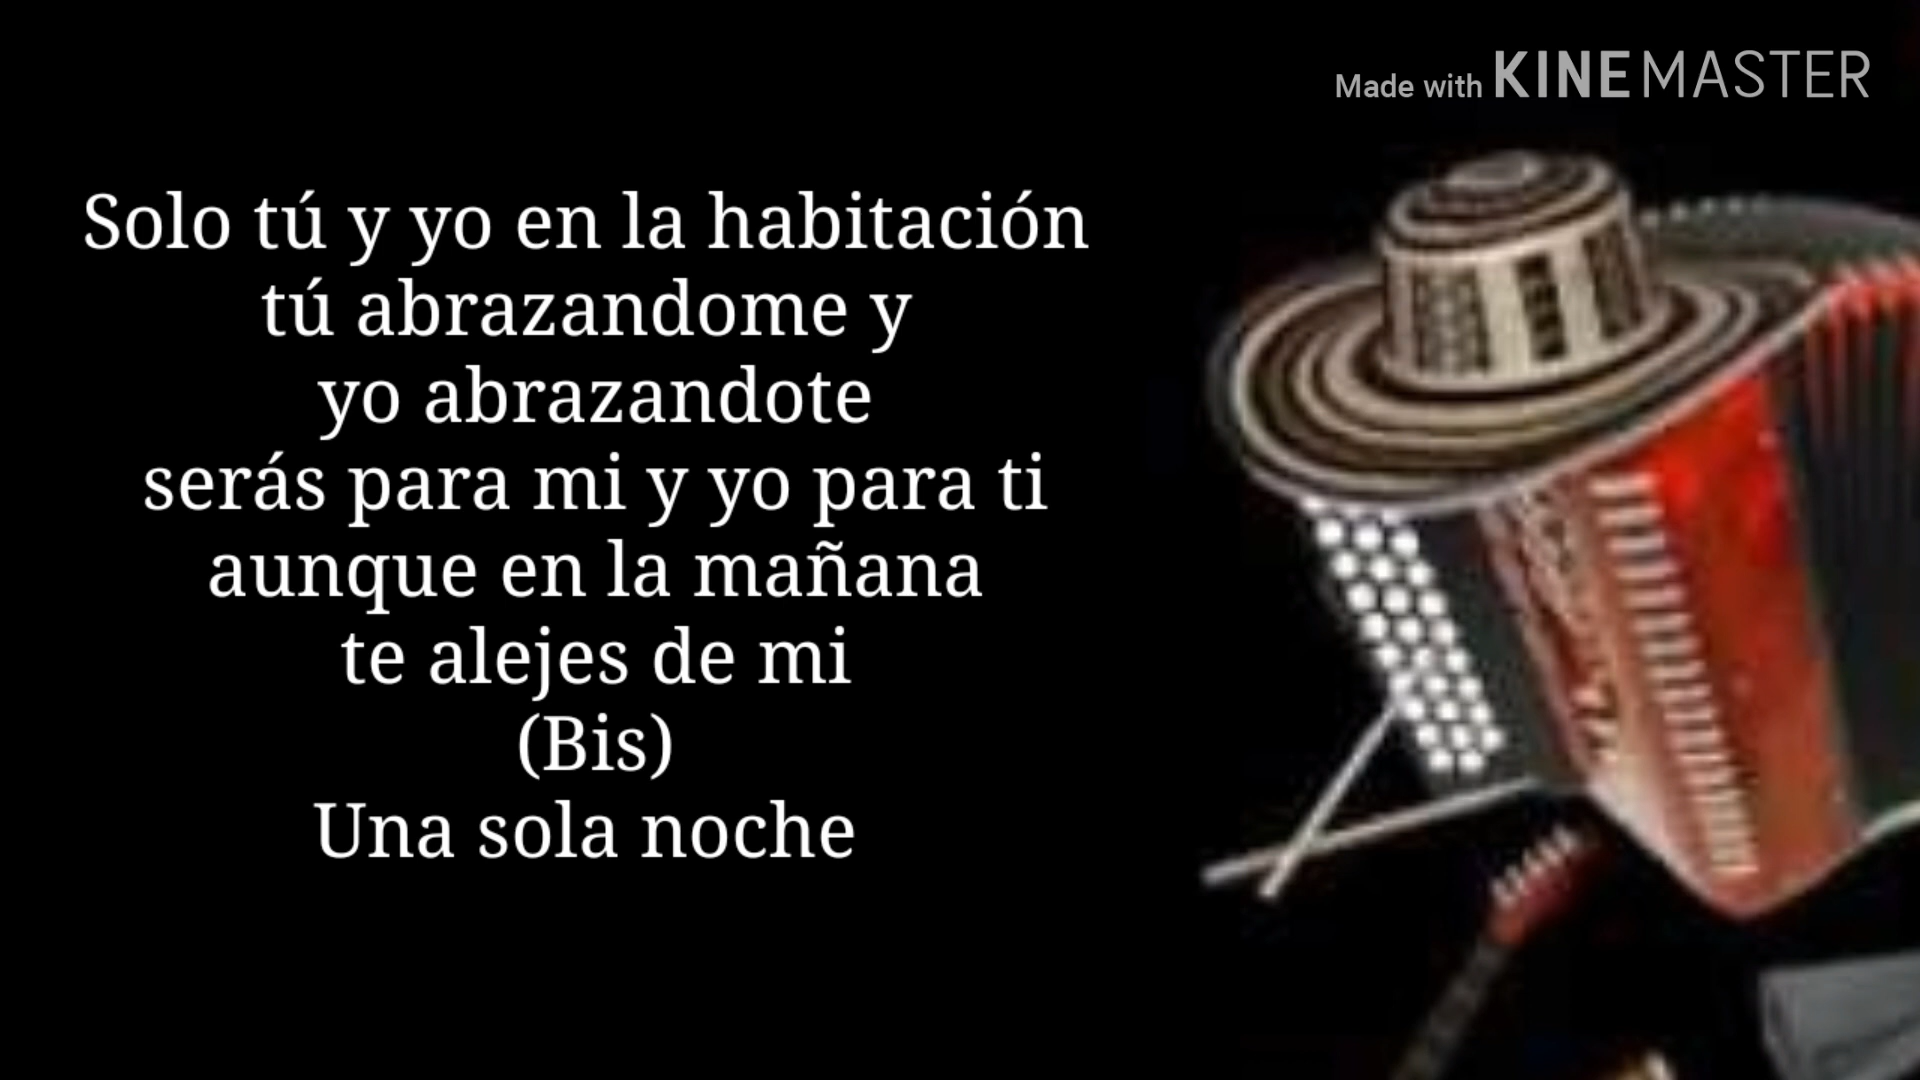 Made with KINEMASTER
Solo tú y yo en la habitación
tú abrazandome y
yo abrazandote
serás para mi y yo para ti
aunque en la mañana
te alejes de mi
(Bis)
Una sola noche